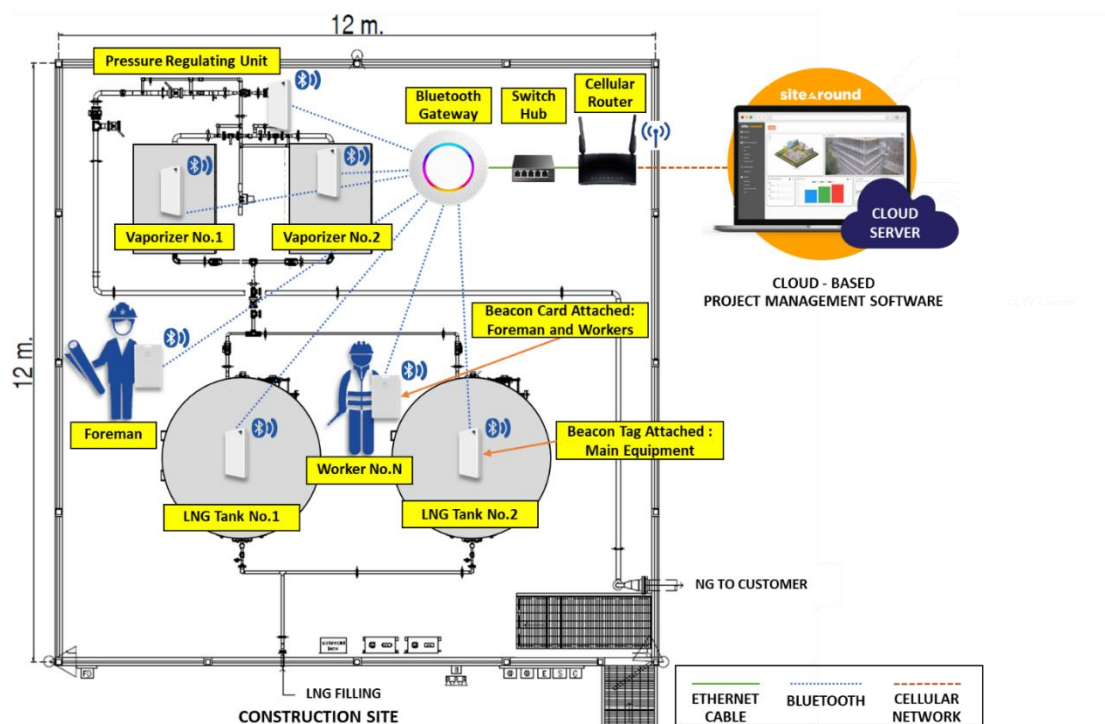 12 m.
Pressure Regulating Unit
Bluetooth
Gateway
Switch
Hub
Cellular
Router
sitearound
CLOUD
SERVER
Vaporizer No.1
Vaporizer No.2
CLOUD - BASED
PROJECT MANAGEMENT SOFTWARE
12 m.
Beacon Card Attached:
Foreman and Workers
Foreman
Worker No.N
Beacon Tag Attached :
Main Equipment
LNG Tank No.1
LNG Tank No.2
NG TO CUSTOMER
FD
E S C
LNG FILLING
CONSTRUCTION SITE
ETHERNET
CABLE
BLUETOOTH
CELLULAR
NETWORK